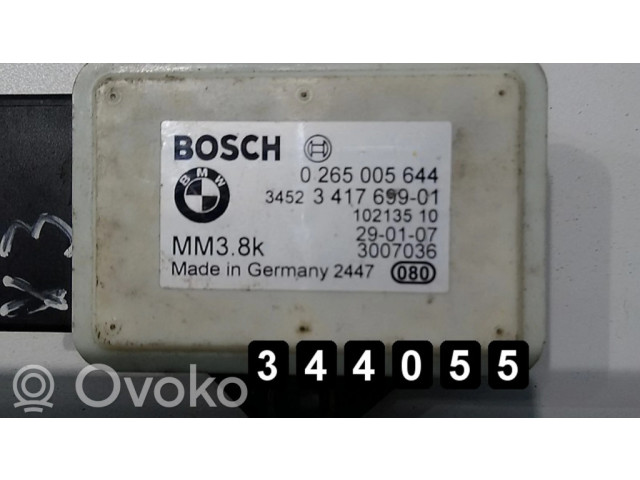 BOSCH
0 265 005 644
BMW
3452 3 417 699-01
102135 10
29-01-07
MM3.8k
3007036
Made in Germany 2447
080
X3
344055
Ovoko